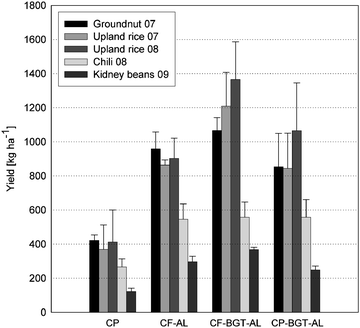 Groundnut 07
Upland rice 07
Upland rice 08
Chili 08
Kidney beans 09
Yield [kg ha⁻¹]
1800
1600
1400
1200
1000
800
600
400
200
0
CP
CF-AL
CF-BGT-AL
CP-BGT-AL